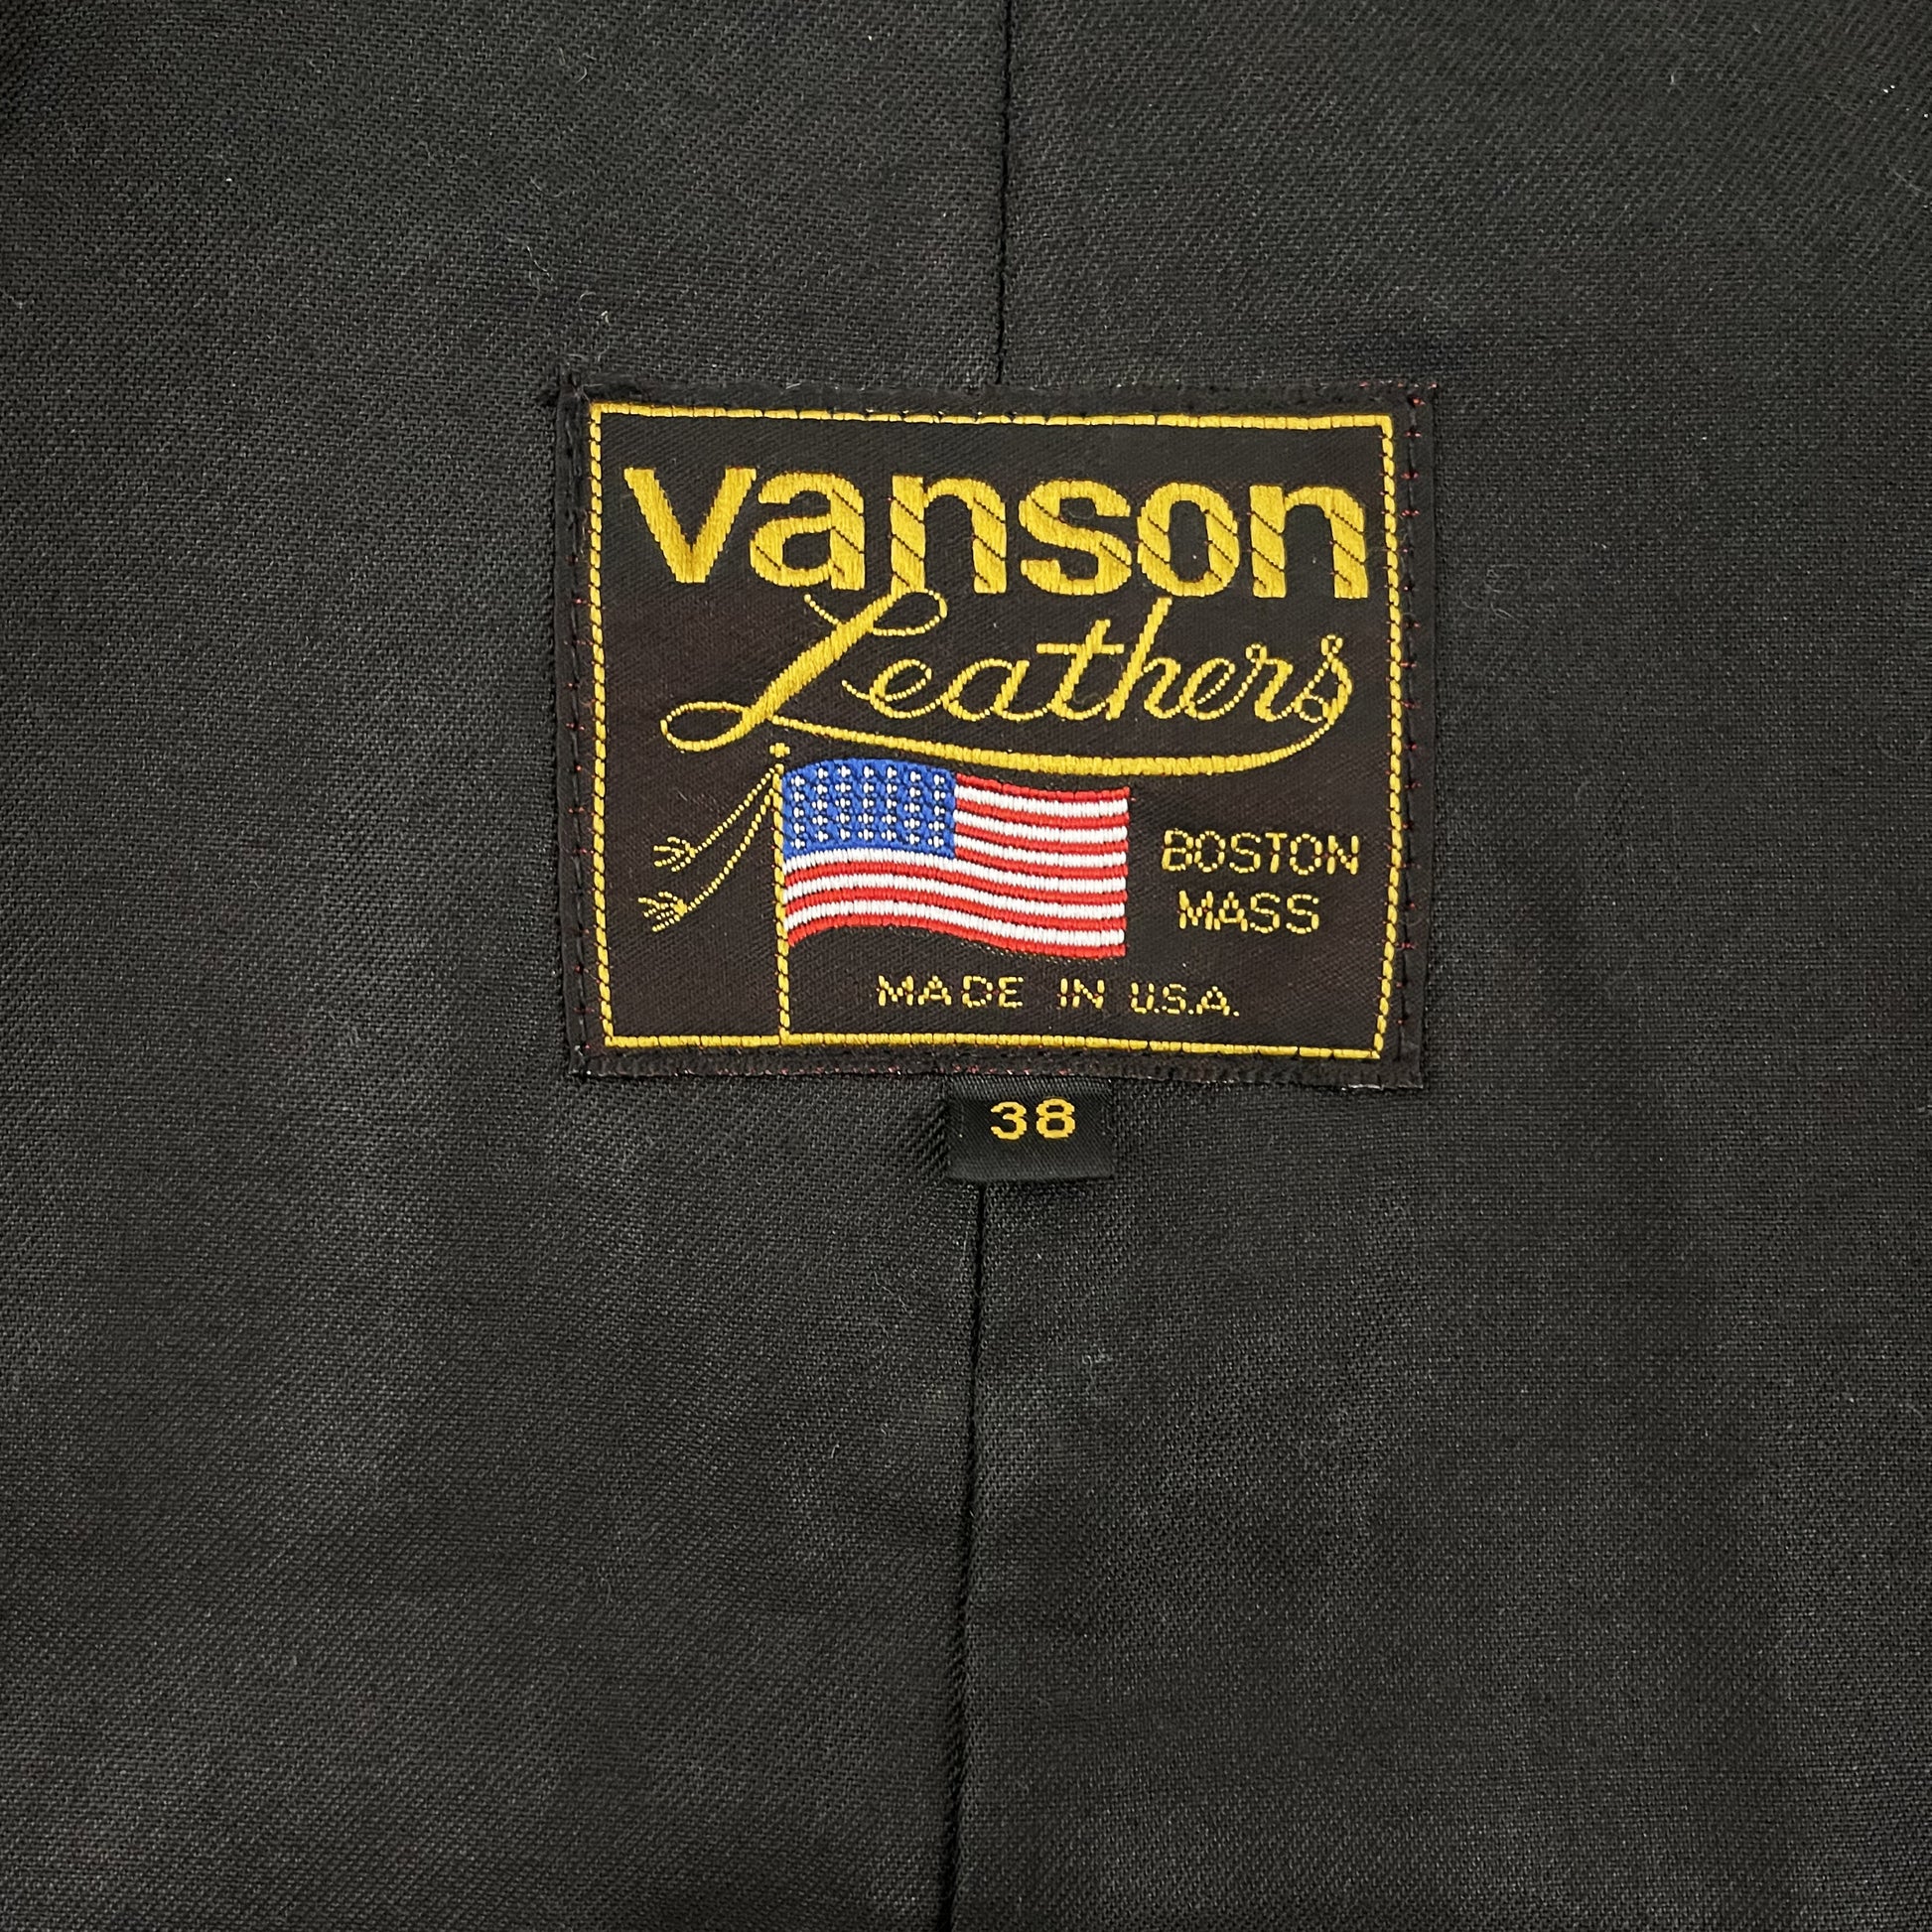 vanson
Leathers
BOSTON
MASS
MADE IN U.S.A.
38